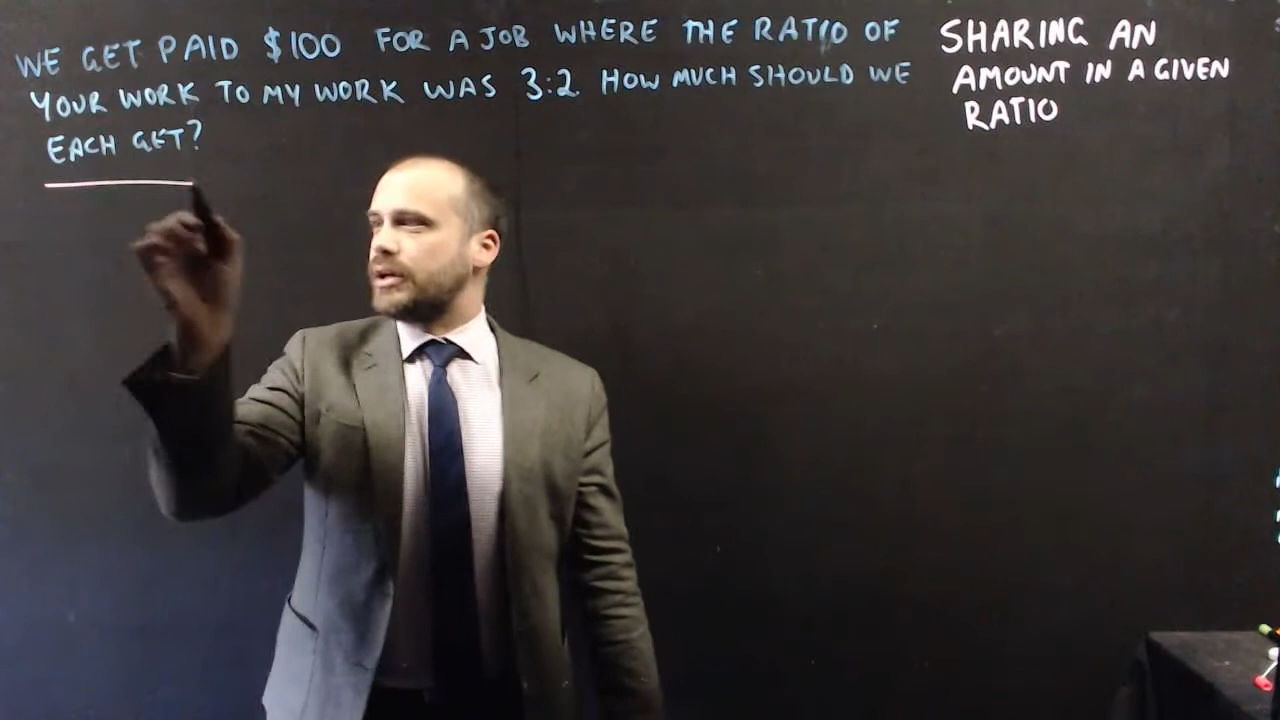 WE GET PAID $100 FOR A JOB WHERE THE RATIO OF
YOUR WORK TO MY WORK WAS 3:2. HOW MUCH SHOULD WE
EACH GET?
SHARING AN
AMOUNT IN A GIVEN
RATIO